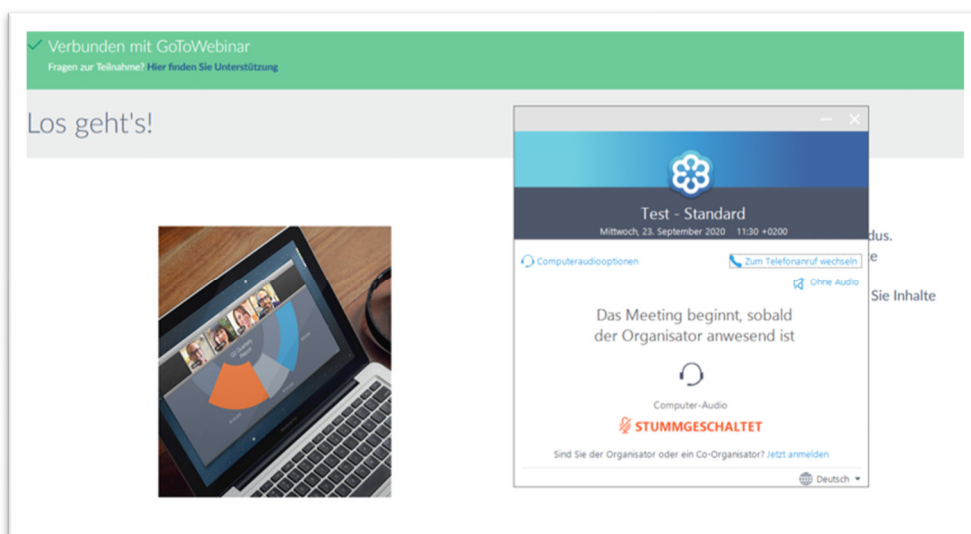 Verbunden mit GoToWebinar
Fragen zur Teilnahme? Hier finden Sie Unterstützung
Los geht's!
Test - Standard
Mittwoch, 23. September 2020 11:30 +0200
Computeraudiooptionen
Zum Telefonanruf wechseln
Ohne Audio
dus.
e
Sie Inhalte
Das Meeting beginnt, sobald
der Organisator anwesend ist
Computer-Audio
STUMMGESCHALTET
Sind Sie der Organisator oder ein Co-Organisator? Jetzt anmelden
Deutsch